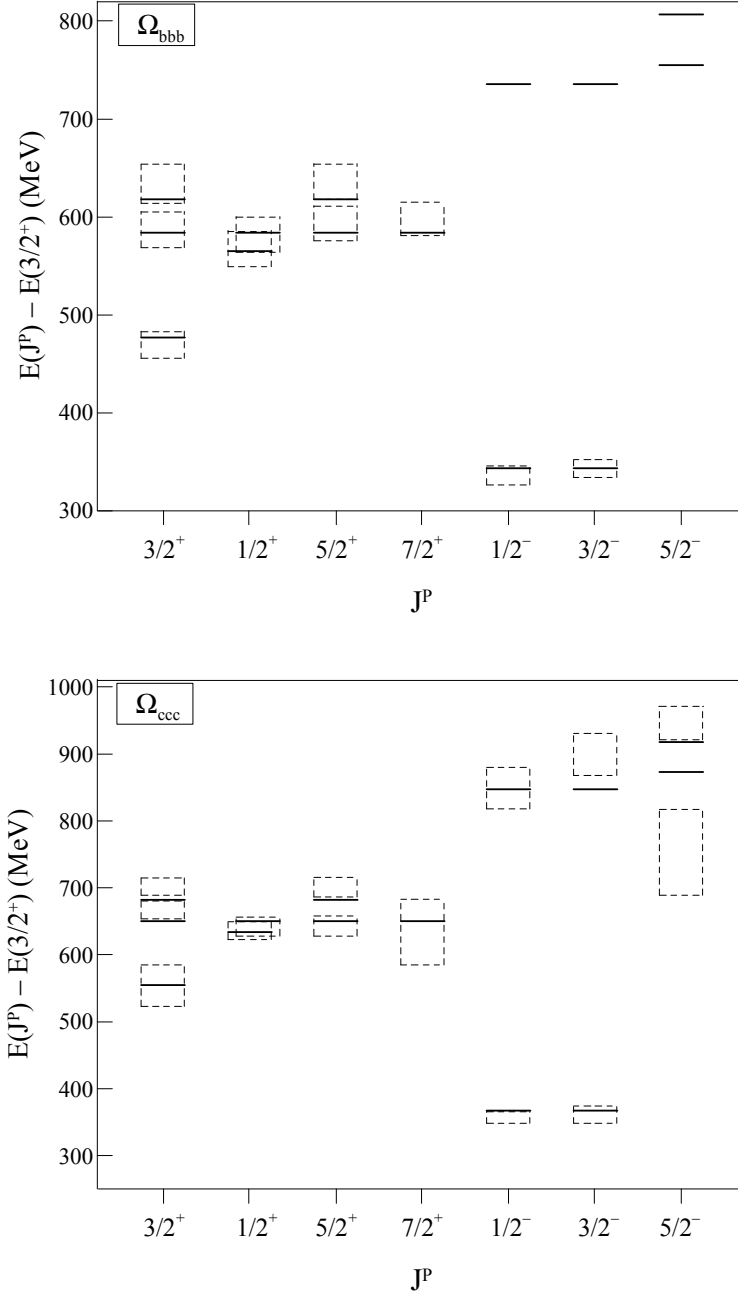 Ω_bbb
E(J^P) − E(3/2^+) (MeV)
800
700
600
500
400
300
3/2^+ 1/2^+ 5/2^+ 7/2^+ 1/2^− 3/2^− 5/2^−
J^P
Ω_ccc
E(J^P) − E(3/2^+) (MeV)
1000
900
800
700
600
500
400
300
3/2^+ 1/2^+ 5/2^+ 7/2^+ 1/2^− 3/2^− 5/2^−
J^P